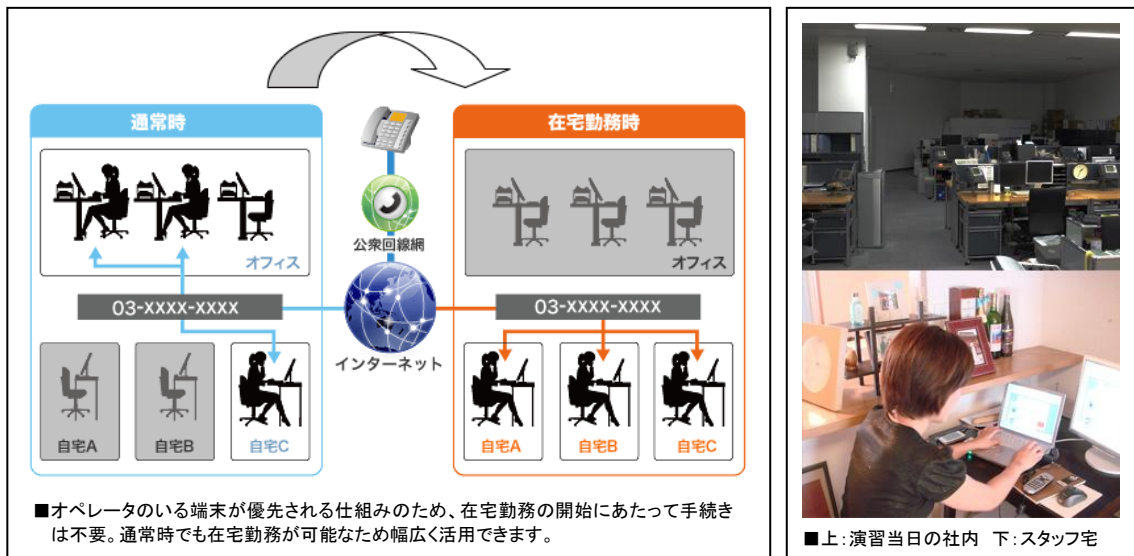 通常時
オフィス
03-xxxx-xxxx
自宅A
自宅B
自宅C
公衆回線網
インターネット
在宅勤務時
オフィス
03-xxxx-xxxx
自宅A
自宅B
自宅C
■オペレータのいる端末が優先される仕組みのため、在宅勤務の開始にあたって手続き
は不要。通常時でも在宅勤務が可能なため幅広く活用できます。
■上:演習当日の社内 下:スタッフ宅